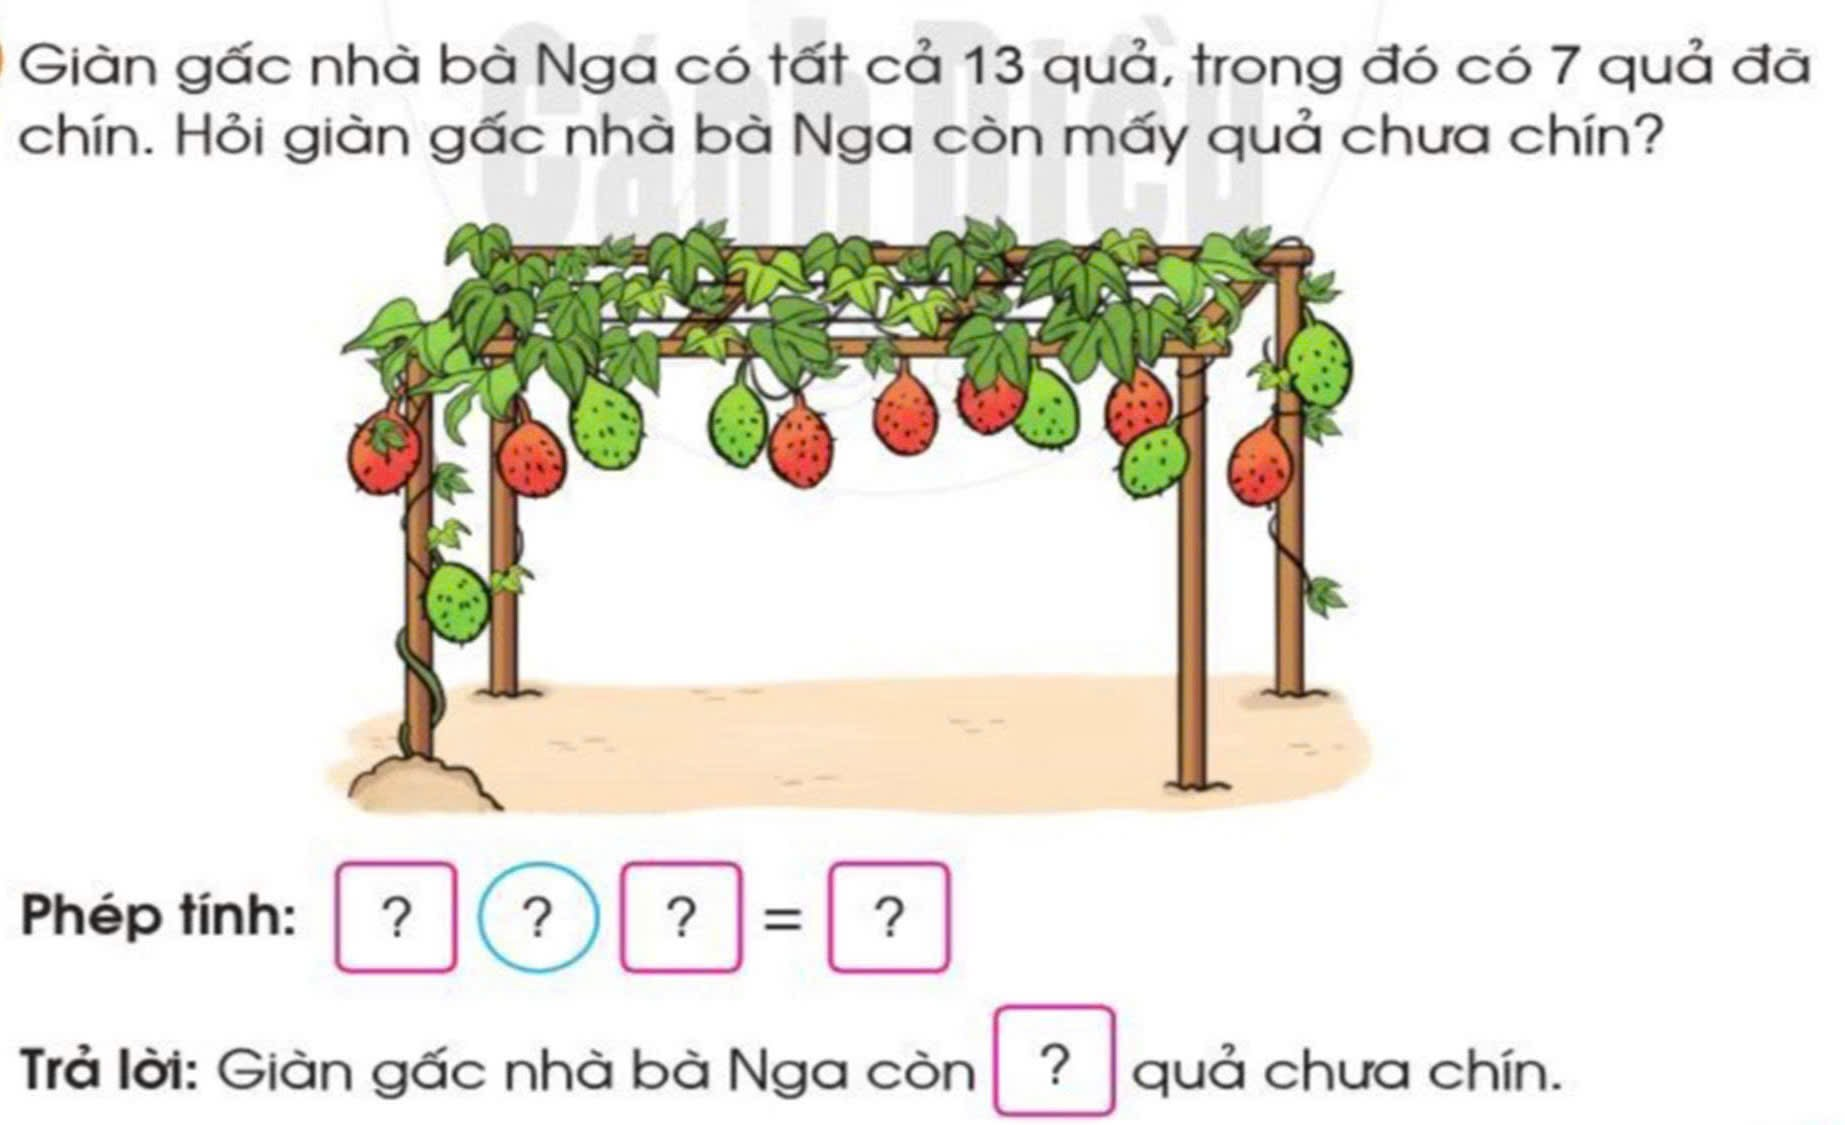 Cánh Diều
Giàn gấc nhà bà Nga có tất cả 13 quả, trong đó có 7 quả đã
chín. Hỏi giàn gấc nhà bà Nga còn mấy quả chưa chín?
Phép tính: ? ? ? = ?
Trả lời: Giàn gấc nhà bà Nga còn ? quả chưa chín.